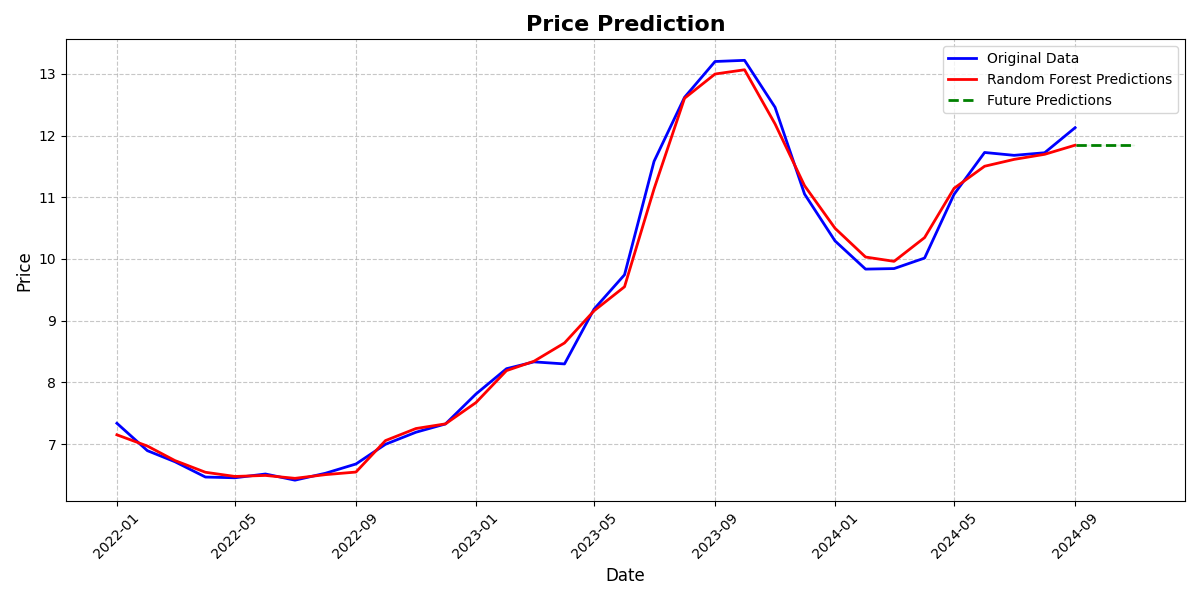 Price Prediction
Original Data
Random Forest Predictions
Future Predictions
Price
13
12
11
10
9
8
7
2022-01
2022-05
2022-09
2023-01
2023-05
2023-09
2024-01
2024-05
2024-09
Date